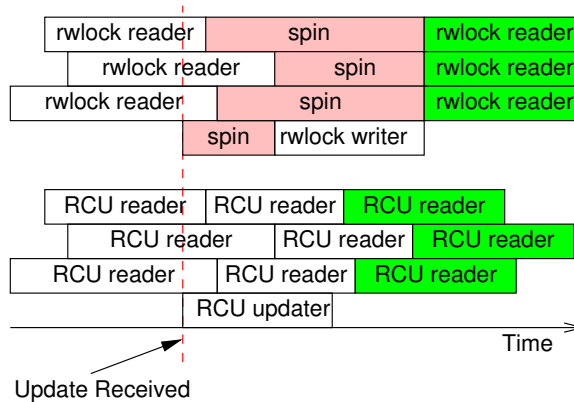 rwlock reader spin rwlock reader
rwlock reader spin rwlock reader
rwlock reader spin rwlock reader
spin rwlock writer
RCU reader RCU reader RCU reader
RCU reader RCU reader RCU reader
RCU reader RCU reader RCU reader
RCU updater
Time
Update Received